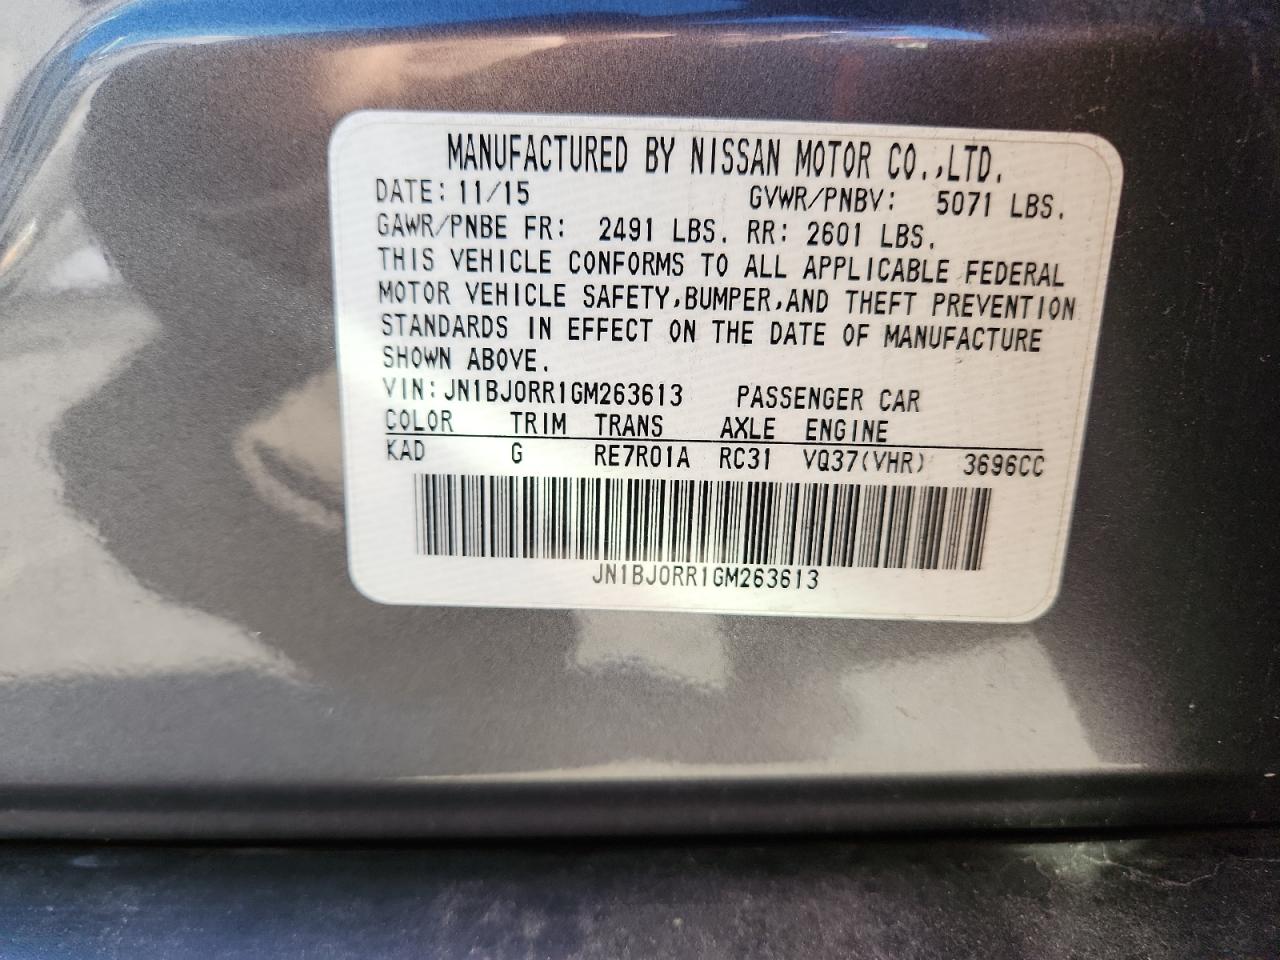 MANUFACTURED BY NISSAN MOTOR CO.,LTD.
DATE: 11/15 GVWR/PNBV: 5071 LBS.
GAWR/PNBE FR: 2491 LBS. RR: 2601 LBS.
THIS VEHICLE CONFORMS TO ALL APPLICABLE FEDERAL
MOTOR VEHICLE SAFETY,BUMPER,AND THEFT PREVENTION
STANDARDS IN EFFECT ON THE DATE OF MANUFACTURE
SHOWN ABOVE.
VIN:JN1BJ0RR1GM263613 PASSENGER CAR
COLOR TRIM TRANS AXLE ENGINE
KAD G RE7R01A RC31 VQ37(VHR) 3696CC
JN1BJ0RR1GM263613